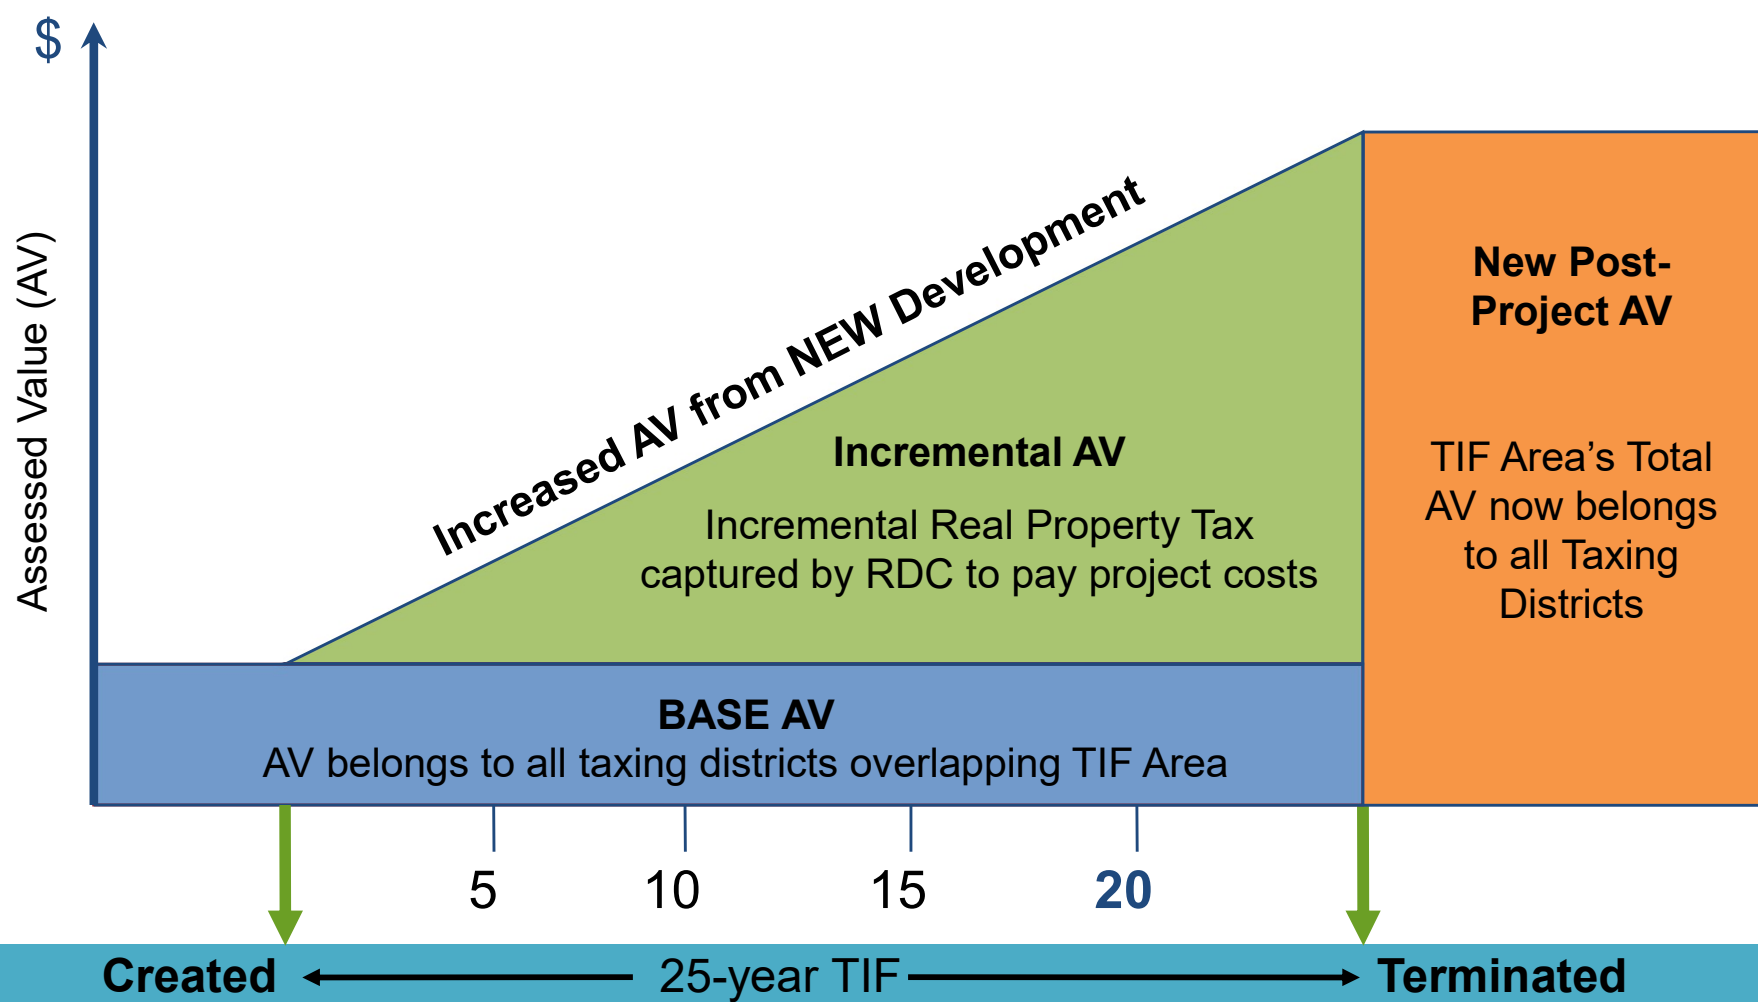 $
Assessed Value (AV)
Increased AV from NEW Development
Incremental AV
Incremental Real Property Tax
captured by RDC to pay project costs
New Post-
Project AV
TIF Area’s Total
AV now belongs
to all Taxing
Districts
BASE AV
AV belongs to all taxing districts overlapping TIF Area
5
10
15
20
Created
25-year TIF
Terminated